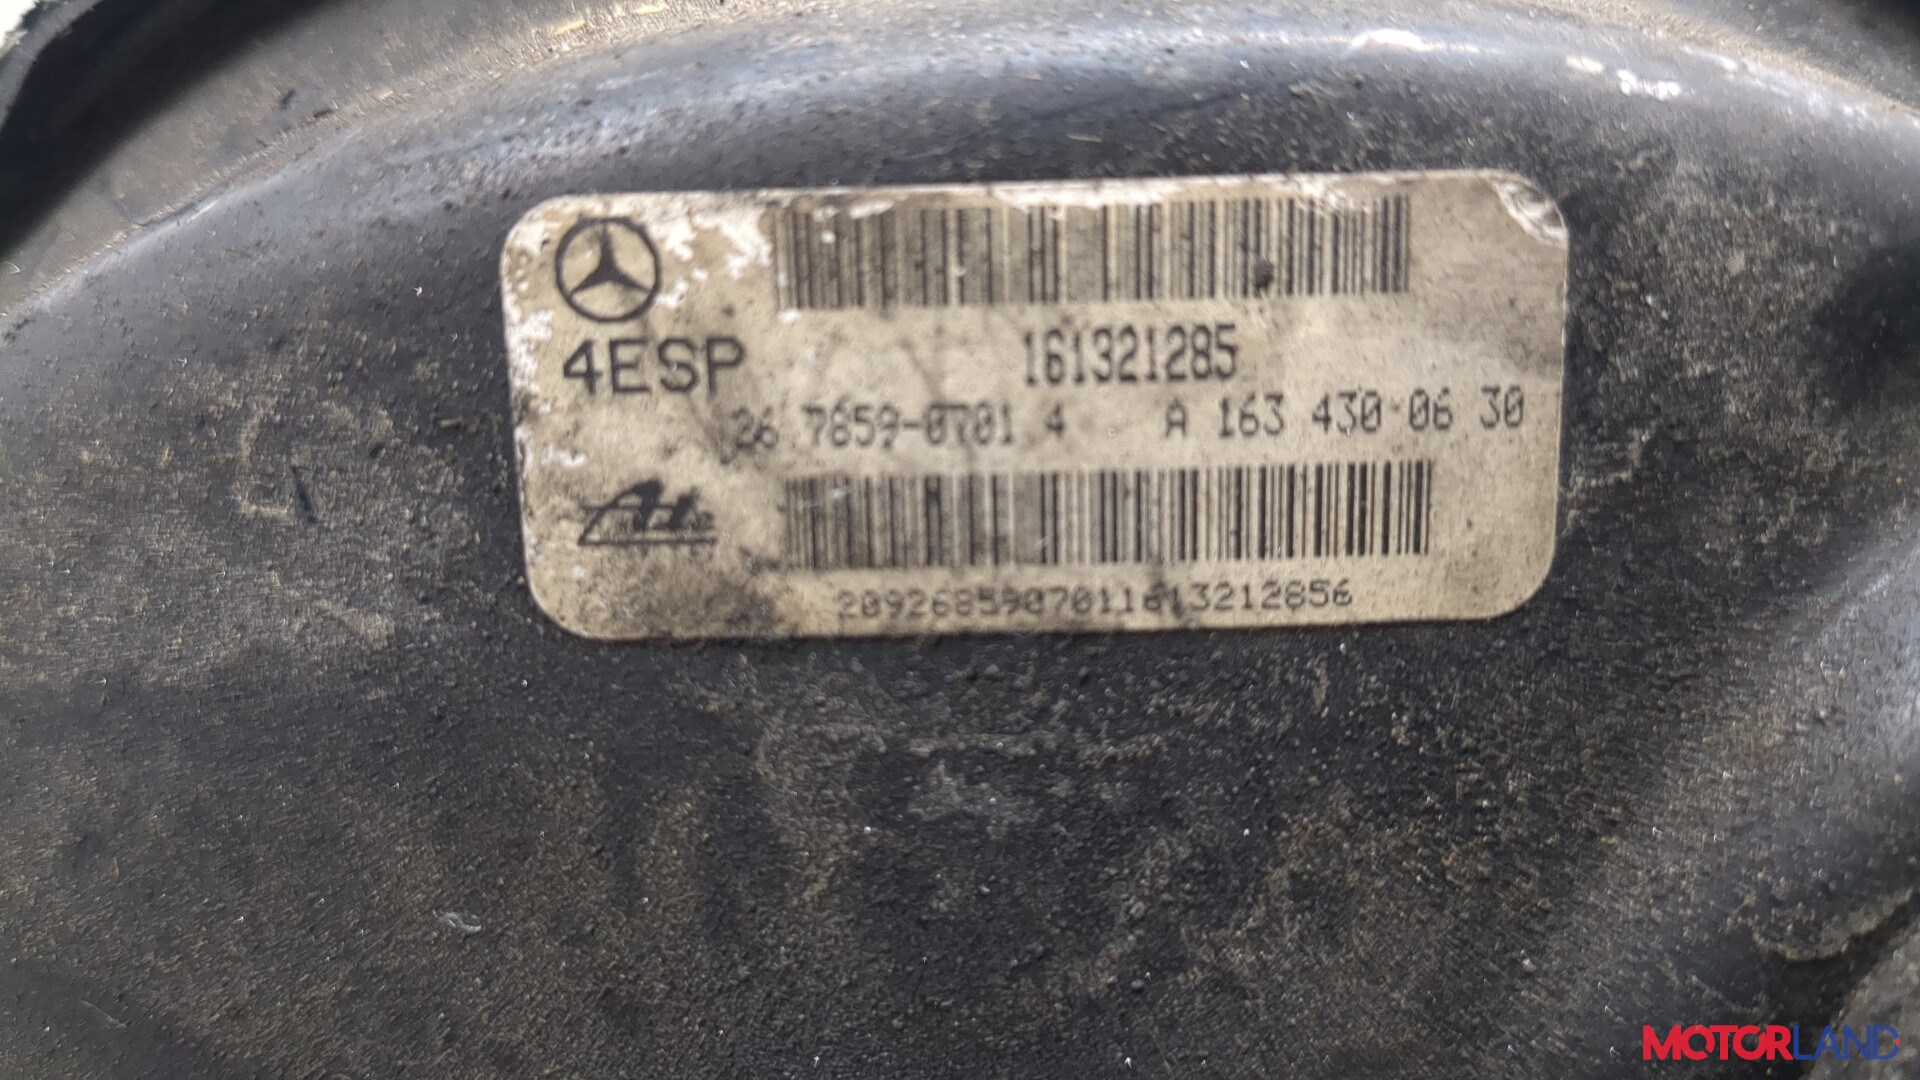 4ESP 161321285
26 7859-0701 4 A 163 430 06 30
Ate
2092685907011613212856
MOTORLAND